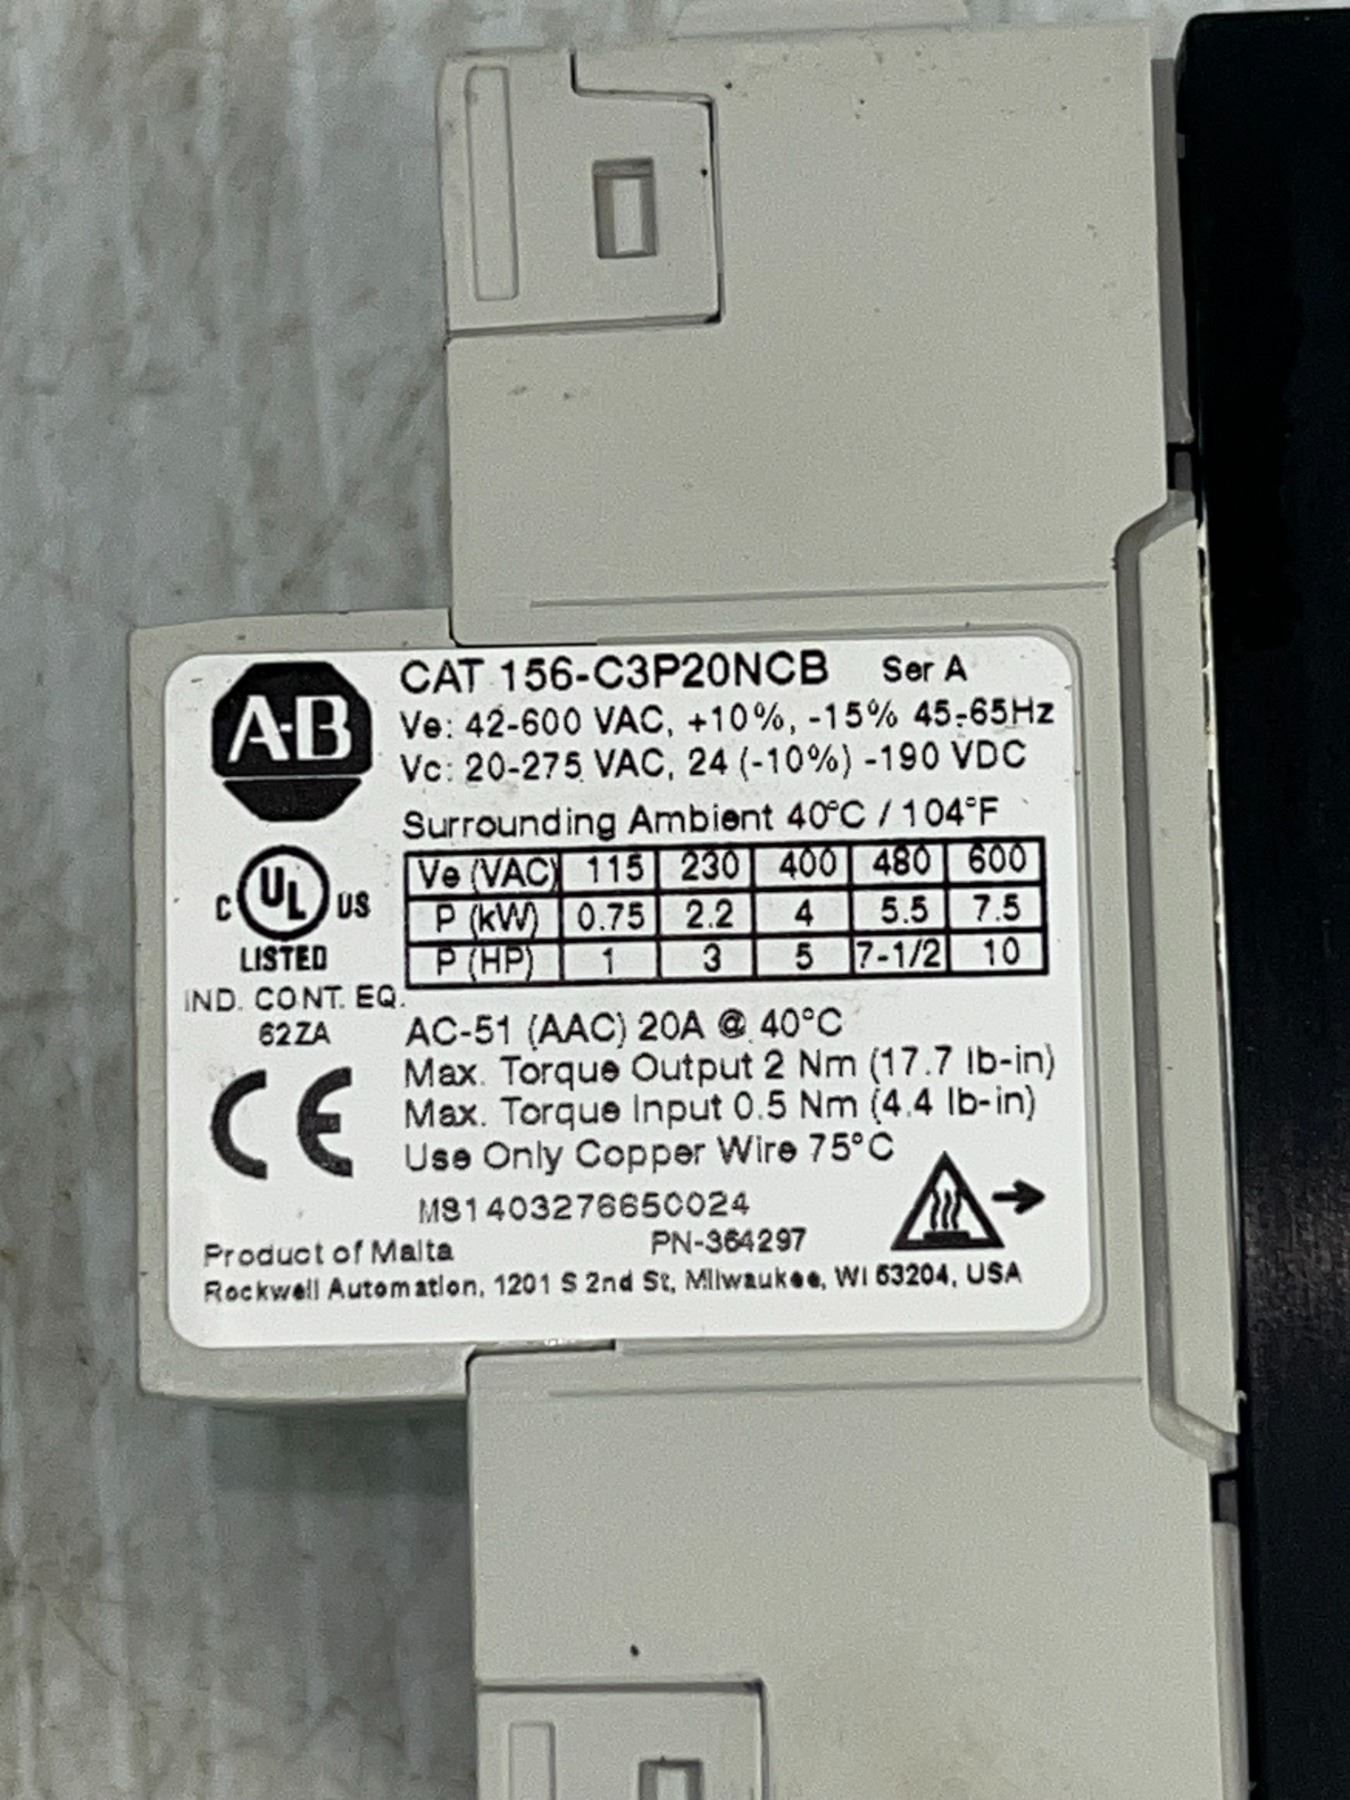 A-B
CAT 156-C3P20NCB Ser A
Ve: 42-600 VAC, +10%, -15% 45-65Hz
Vc: 20-275 VAC, 24 (-10%) -190 VDC
Surrounding Ambient 40°C / 104°F
Ve (VAC) 115 230 400 480 600
P (kW) 0.75 2.2 4 5.5 7.5
P (HP) 1 3 5 7-1/2 10
C UL US
LISTED
IND. CONT. EQ.
62ZA
CE
AC-51 (AAC) 20A @ 40°C
Max. Torque Output 2 Nm (17.7 lb-in)
Max. Torque Input 0.5 Nm (4.4 lb-in)
Use Only Copper Wire 75°C
PN-364297
Product of Malta
Rockwell Automation, 1201 S 2nd St, Milwaukee, WI 53204, USA